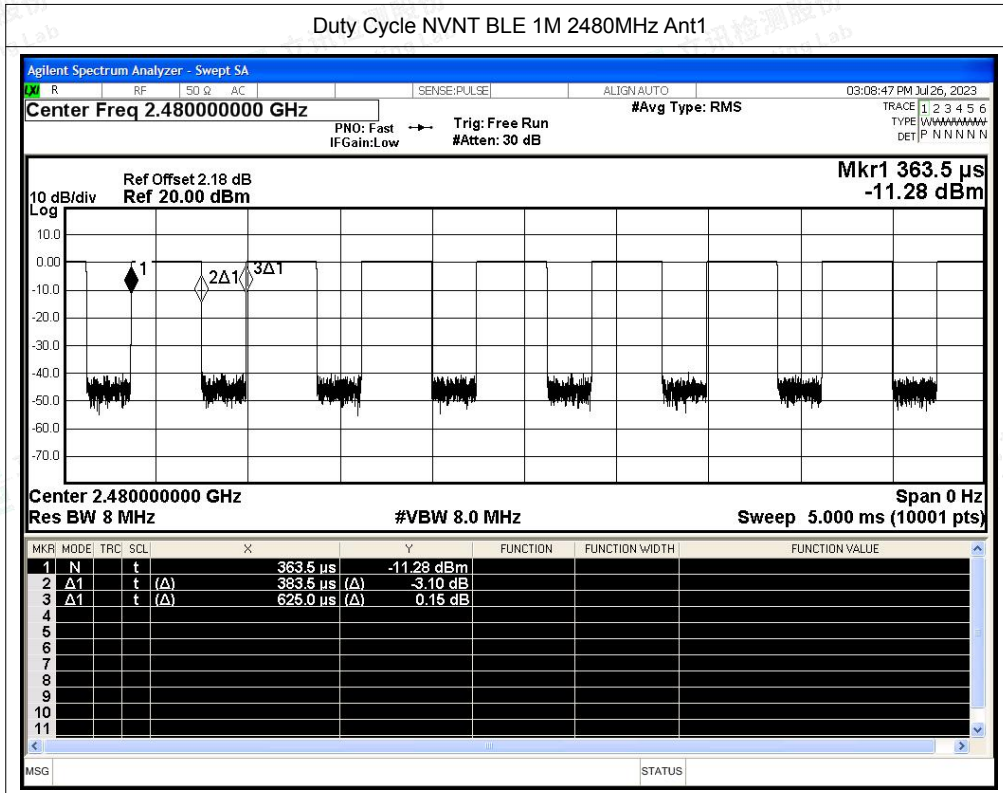 Duty Cycle NVNT BLE 1M 2480MHz Ant1
Agilent Spectrum Analyzer - Swept SA
LXI R RF 50 Ω AC SENSE:PULSE ALIGN AUTO 03:08:47 PM Jul 26, 2023
Center Freq 2.480000000 GHz #Avg Type: RMS TRACE 1 2 3 4 5 6
PNO: Fast Trig: Free Run TYPE WWWWWW
IFGain:Low #Atten: 30 dB DET P N N N N N
Mkr1 363.5 µs
Ref Offset 2.18 dB
10 dB/div Ref 20.00 dBm -11.28 dBm
Log
10.0
0.00
1
2Δ1
3Δ1
-10.0
-20.0
-30.0
-40.0
-50.0
-60.0
-70.0
Center 2.480000000 GHz Span 0 Hz
Res BW 8 MHz #VBW 8.0 MHz Sweep 5.000 ms (10001 pts)
MKR MODE TRC SCL X Y FUNCTION FUNCTION WIDTH FUNCTION VALUE
1 N t 363.5 µs -11.28 dBm
2 Δ1 t (Δ) 383.5 µs (Δ) -3.10 dB
3 Δ1 t (Δ) 625.0 µs (Δ) 0.15 dB
4
5
6
7
8
9
10
11
MSG STATUS